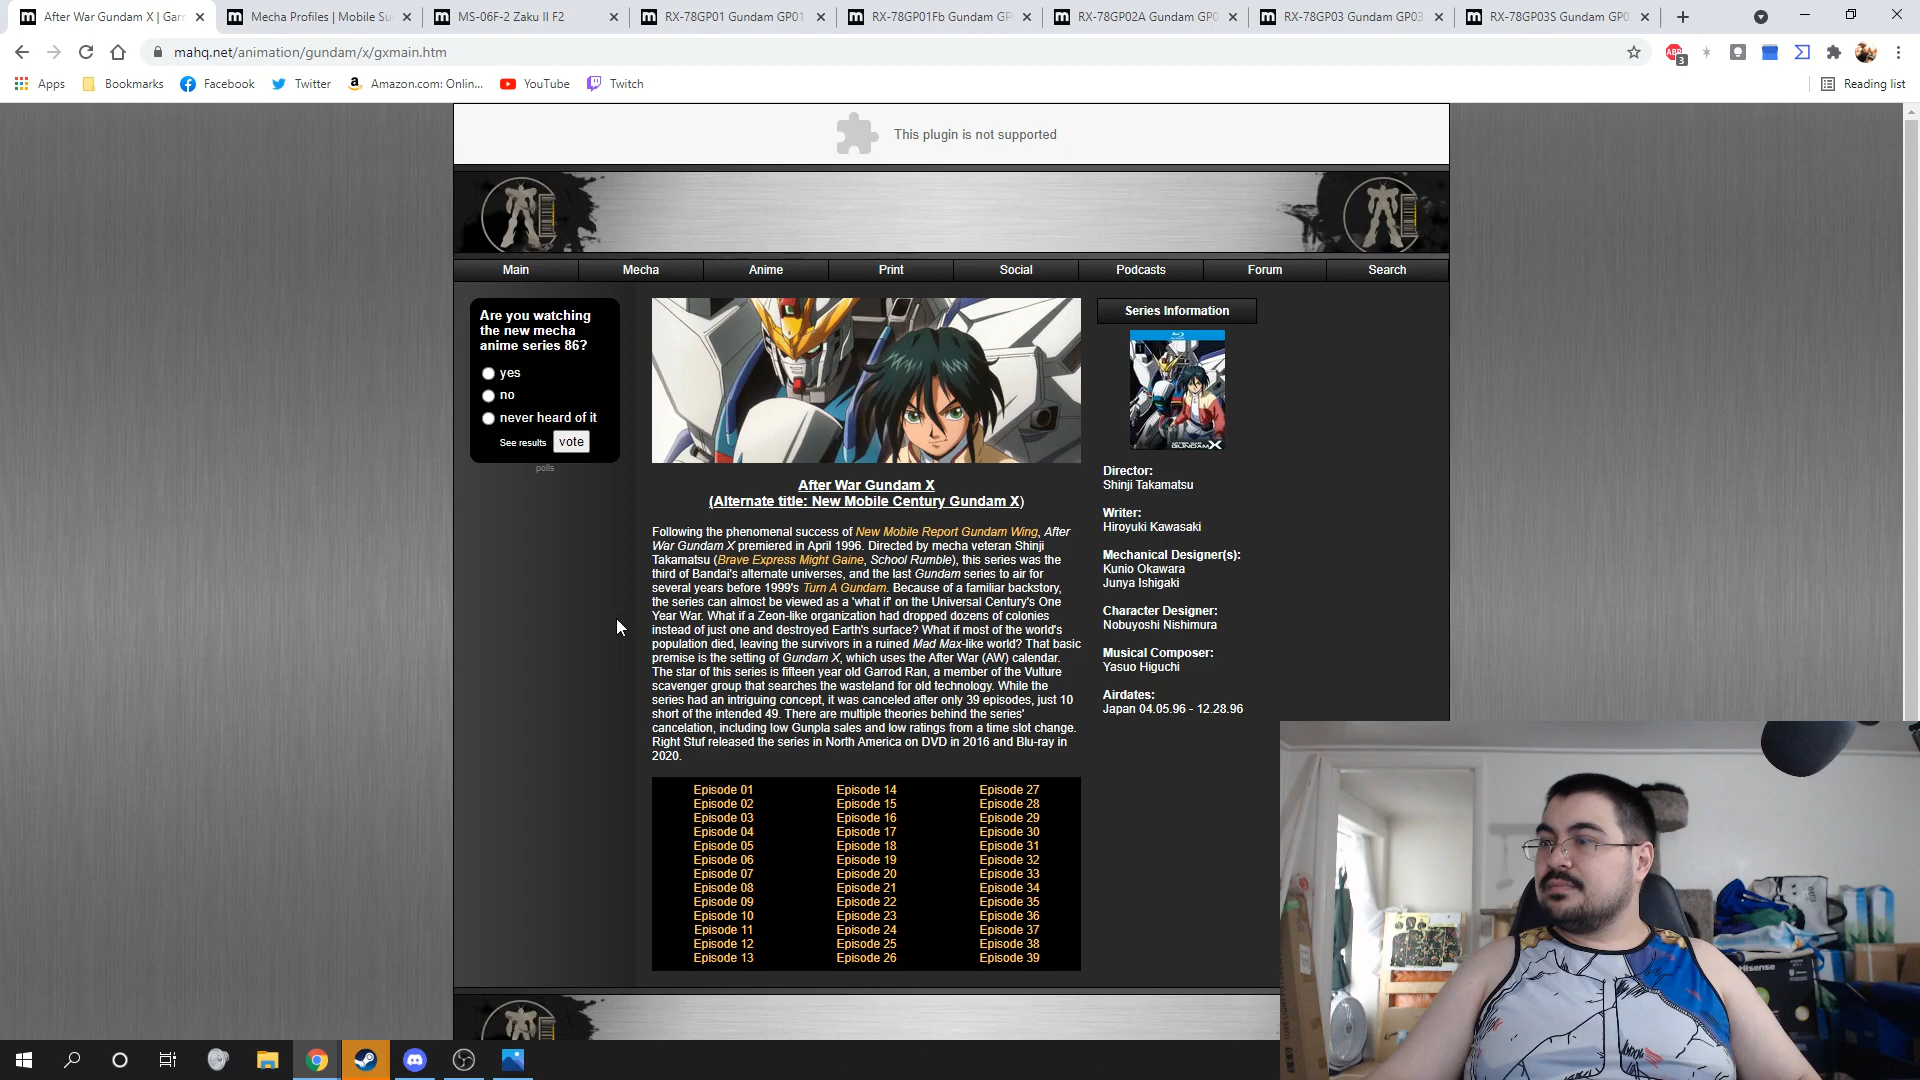 After War Gundam X | Gar
Mecha Profiles | Mobile Su
MS-06F-2 Zaku II F2
RX-78GP01 Gundam GP01
RX-78GP01Fb Gundam GP
RX-78GP02A Gundam GP0
RX-78GP03 Gundam GP03
RX-78GP03S Gundam GP0
mahq.net/animation/gundam/x/gxmain.htm
ABP
3
Apps
Bookmarks
Facebook
Twitter
Amazon.com: Onlin...
YouTube
Twitch
Reading list
This plugin is not supported
Main
Mecha
Anime
Print
Social
Podcasts
Forum
Search
Are you watching
the new mecha
anime series 86?
yes
no
never heard of it
See results
vote
polls
After War Gundam X
(Alternate title: New Mobile Century Gundam X)
Following the phenomenal success of New Mobile Report Gundam Wing, After
War Gundam X premiered in April 1996. Directed by mecha veteran Shinji
Takamatsu (Brave Express Might Gaine, School Rumble), this series was the
third of Bandai's alternate universes, and the last Gundam series to air for
several years before 1999's Turn A Gundam. Because of a familiar backstory,
the series can almost be viewed as a 'what if' on the Universal Century's One
Year War. What if a Zeon-like organization had dropped dozens of colonies
instead of just one and destroyed Earth's surface? What if most of the world's
population died, leaving the survivors in a ruined Mad Max-like world? That basic
premise is the setting of Gundam X, which uses the After War (AW) calendar.
The star of this series is fifteen year old Garrod Ran, a member of the Vulture
scavenger group that searches the wasteland for old technology. While the
series had an intriguing concept, it was canceled after only 39 episodes, just 10
short of the intended 49. There are multiple theories behind the series'
cancelation, including low Gunpla sales and low ratings from a time slot change.
Right Stuf released the series in North America on DVD in 2016 and Blu-ray in
2020.
Episode 01
Episode 02
Episode 03
Episode 04
Episode 05
Episode 06
Episode 07
Episode 08
Episode 09
Episode 10
Episode 11
Episode 12
Episode 13
Episode 14
Episode 15
Episode 16
Episode 17
Episode 18
Episode 19
Episode 20
Episode 21
Episode 22
Episode 23
Episode 24
Episode 25
Episode 26
Episode 27
Episode 28
Episode 29
Episode 30
Episode 31
Episode 32
Episode 33
Episode 34
Episode 35
Episode 36
Episode 37
Episode 38
Episode 39
Series Information
GUNDAM X
Director:
Shinji Takamatsu
Writer:
Hiroyuki Kawasaki
Mechanical Designer(s):
Kunio Okawara
Junya Ishigaki
Character Designer:
Nobuyoshi Nishimura
Musical Composer:
Yasuo Higuchi
Airdates:
Japan 04.05.96 - 12.28.96
Hisense